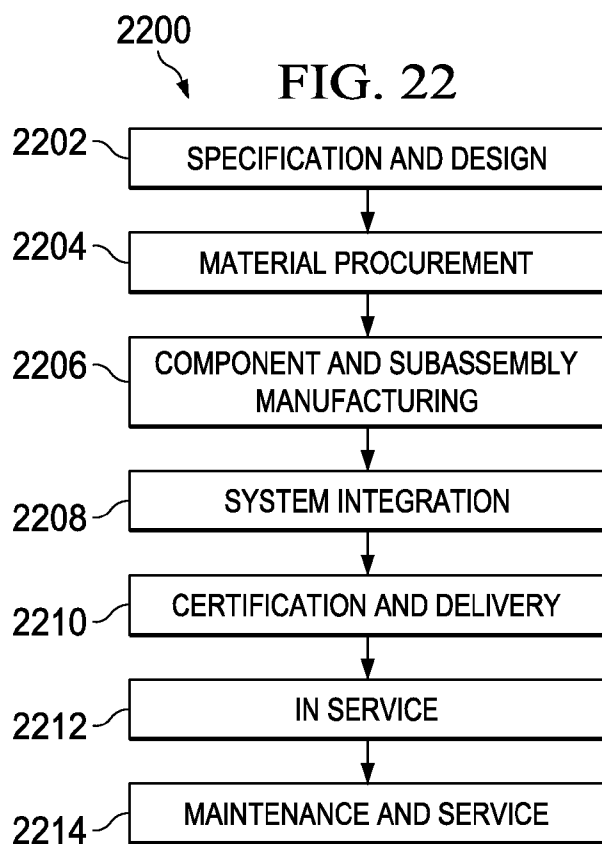 2200
FIG. 22
2202
SPECIFICATION AND DESIGN
2204
MATERIAL PROCUREMENT
2206
COMPONENT AND SUBASSEMBLY
MANUFACTURING
2208
SYSTEM INTEGRATION
2210
CERTIFICATION AND DELIVERY
2212
IN SERVICE
2214
MAINTENANCE AND SERVICE